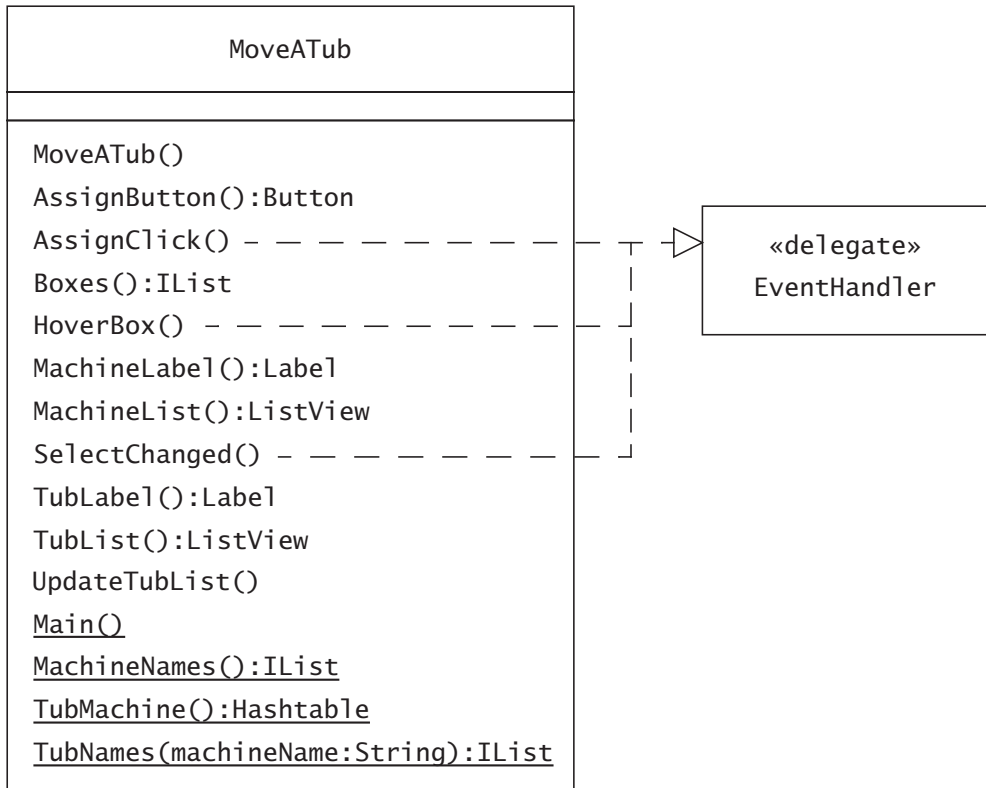 MoveATub
MoveATub()
AssignButton():Button
AssignClick()
Boxes():IList
HoverBox()
MachineLabel():Label
MachineList():ListView
SelectChanged()
TubLabel():Label
TubList():ListView
UpdateTubList()
Main()
MachineNames():IList
TubMachine():Hashtable
TubNames(machineName:String):IList
«delegate»
EventHandler